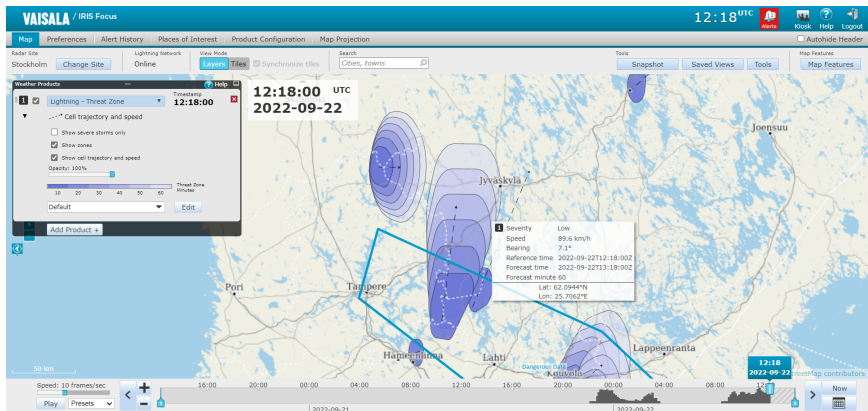 VAISALA / IRIS Focus
12:18 UTC
Alerts
Kiosk Help Logout
Map Preferences Alert History Places of Interest Product Configuration Map Projection
Autohide Header
Radar Site
Stockholm Change Site
Lightning Network
Online
View Mode
Layers Tiles Synchronize tiles
Search
Cities, towns
Tools
Snapshot Saved Views Tools
Map Features
Map Features
Weather Products
Help
1 Lightning - Threat Zone
Timestamp
12:18:00
Cell trajectory and speed
Show severe storms only
Show zones
Show cell trajectory and speed
Opacity: 100%
10 20 30 40 50 60
Threat Zone
Minutes
Default
Edit
Add Product +
12:18:00 UTC
2022-09-22
Joensuu
Jyväskylä
1 Severity Low
Speed 89.6 km/h
Bearing 7.1°
Reference time 2022-09-22T12:18:00Z
Forecast time 2022-09-22T13:18:00Z
Forecast minute 60
Lat: 62.0944°N
Lon: 25.7062°E
Pori
Tampere
Hämeenlinna
Lahti
Lappeenranta
Kouvola
50 km
12:18
2022-09-22
Speed: 10 frames/sec
Play Presets
16:00 20:00 00:00 04:00 08:00 12:00 16:00 20:00 00:00 04:00 08:00
2022-09-21
2022-09-22
Now